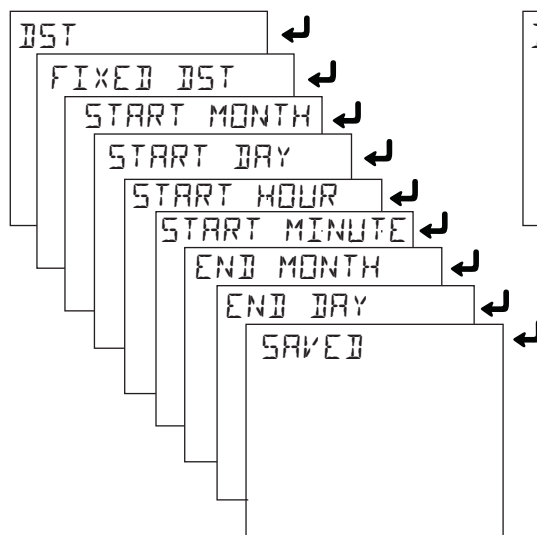 DST
FIXED DST
START MONTH
START DAY
START HOUR
START MINUTE
END MONTH
END DAY
SAVED